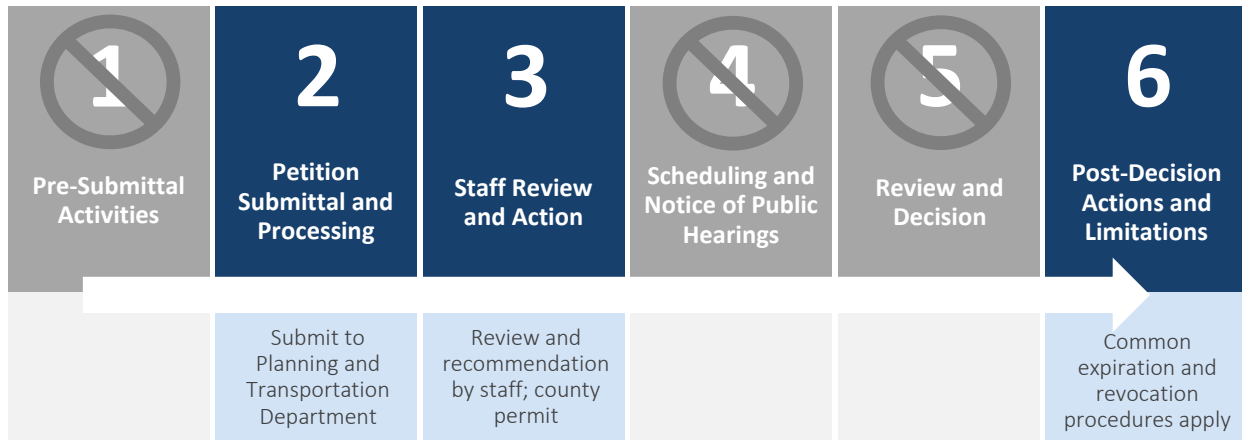 1
Pre-Submittal
Activities
2
Petition
Submittal and
Processing
Submit to
Planning and
Transportation
Department
3
Staff Review
and Action
Review and
recommendation
by staff; county
permit
4
Scheduling and
Notice of Public
Hearings
5
Review and
Decision
6
Post-Decision
Actions and
Limitations
Common
expiration and
revocation
procedures apply